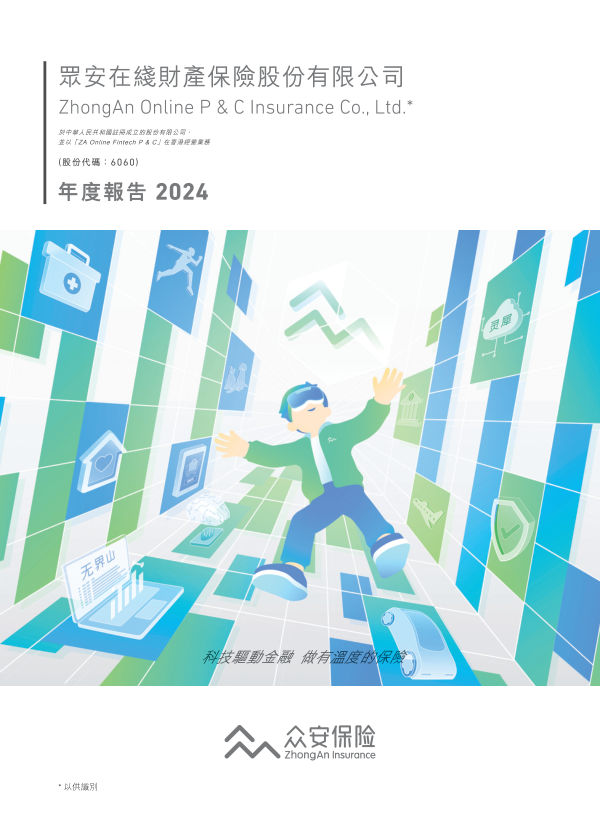 眾安在綫財產保險股份有限公司
ZhongAn Online P & C Insurance Co., Ltd.*
(於中華人民共和國註冊成立的股份有限公司，
並以「ZA Online Fintech P & C」在香港經營業務)
(股份代碼：6060)
年度報告 2024
灵犀
无界山
科技驅動金融 做有溫度的保險
众安保险
ZhongAn Insurance
* 以供識別